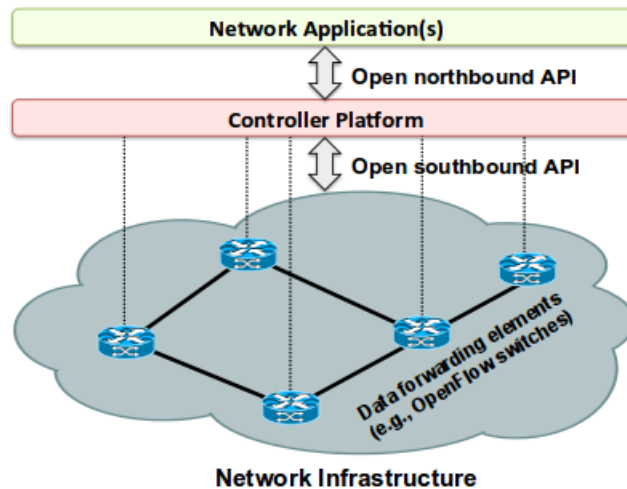 Network Application(s)
Open northbound API
Controller Platform
Open southbound API
Data forwarding elements
(e.g., OpenFlow switches)
Network Infrastructure